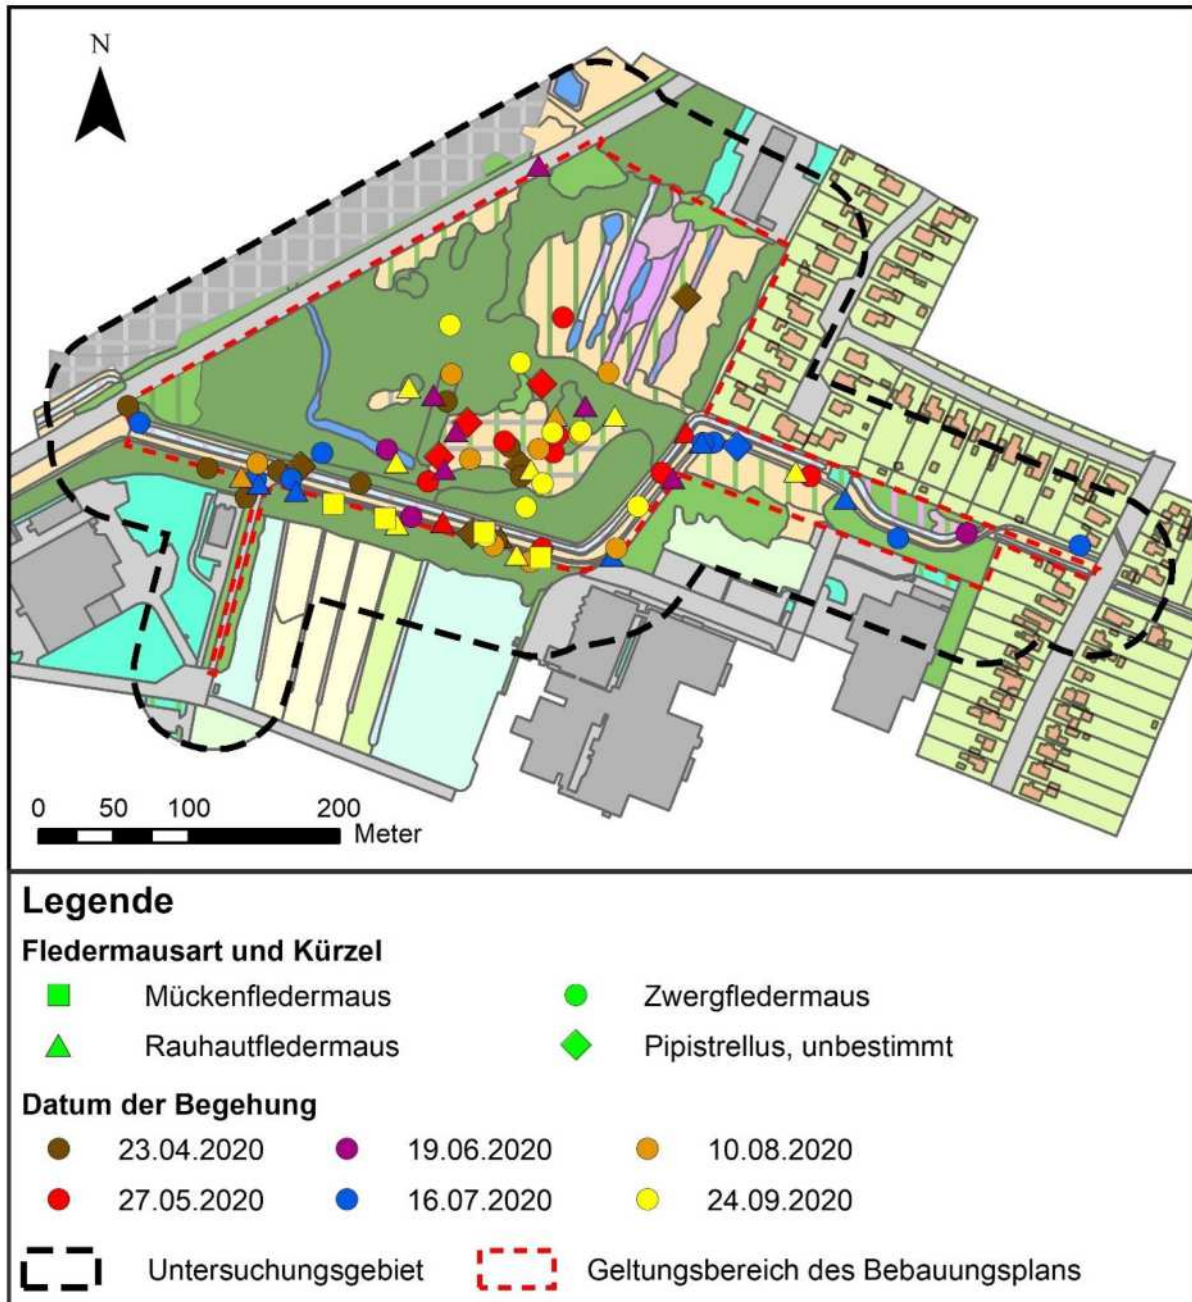 N
0 50 100 200
Meter
Legende
Fledermausart und Kürzel
Mückenfledermaus Zwergfledermaus
Rauhautfledermaus Pipistrellus, unbestimmt
Datum der Begehung
23.04.2020 19.06.2020 10.08.2020
27.05.2020 16.07.2020 24.09.2020
Untersuchungsgebiet Geltungsbereich des Bebauungsplans